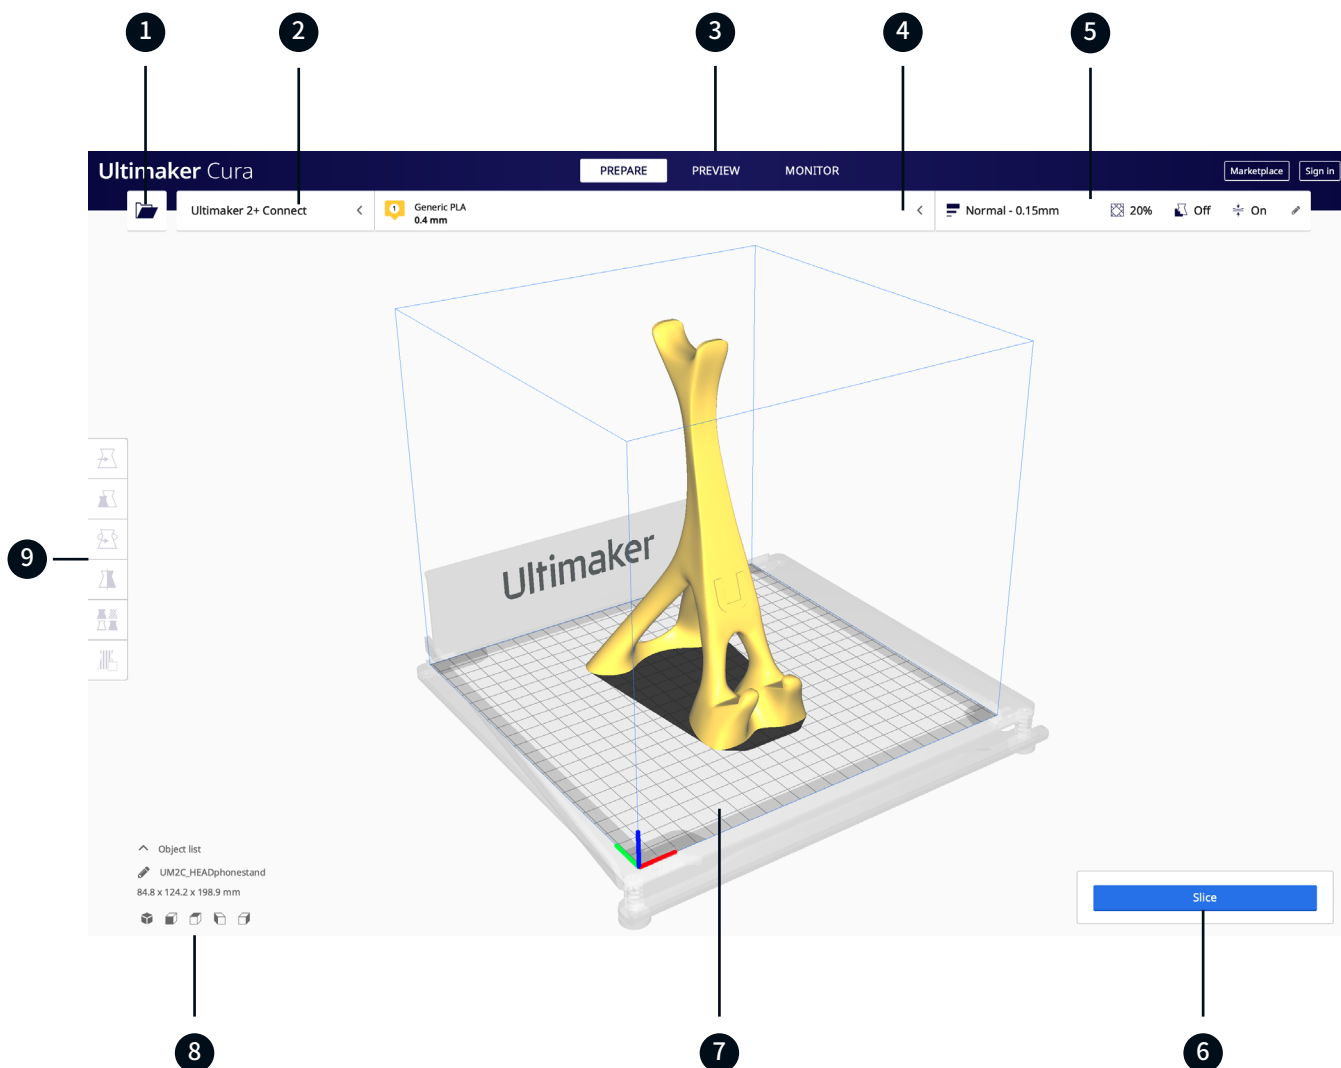 1
2
3
4
5
Ultimaker Cura
PREPARE
PREVIEW
MONITOR
Marketplace
Sign in
Ultimaker 2+ Connect
1
Generic PLA
0.4 mm
Normal - 0.15mm
20%
Off
On
Ultimaker
U
9
Object list
UM2C_HEADphonestand
84.8 x 124.2 x 198.9 mm
Slice
8
7
6